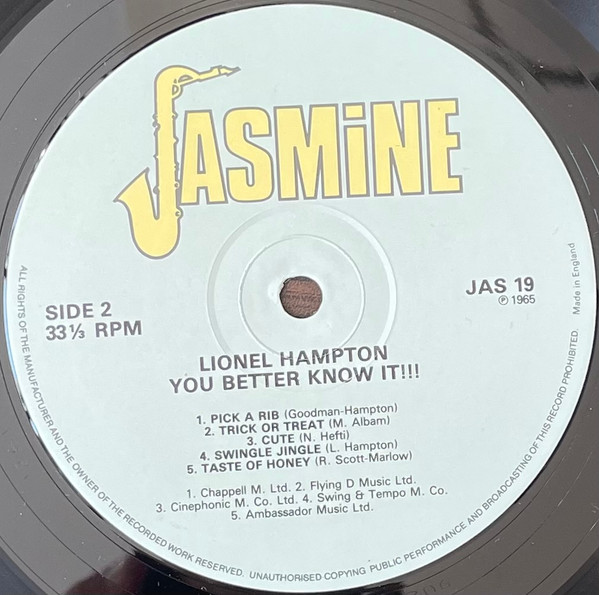 JASMiNE
SIDE 2
33 ⅓ RPM
JAS 19
℗ 1965
Made in England
LIONEL HAMPTON
YOU BETTER KNOW IT!!!
1. PICK A RIB (Goodman-Hampton)
2. TRICK OR TREAT (M. Albam)
3. CUTE (N. Hefti)
4. SWINGLE JINGLE (L. Hampton)
5. TASTE OF HONEY (R. Scott-Marlow)
1. Chappell M. Ltd. 2. Flying D Music Ltd.
3. Cinephonic M. Co. Ltd. 4. Swing & Tempo M. Co.
5. Ambassador Music Ltd.
ALL RIGHTS OF THE MANUFACTURER AND THE OWNER OF THE RECORDED WORK RESERVED. UNAUTHORISED COPYING PUBLIC PERFORMANCE AND BROADCASTING OF THIS RECORD PROHIBITED.